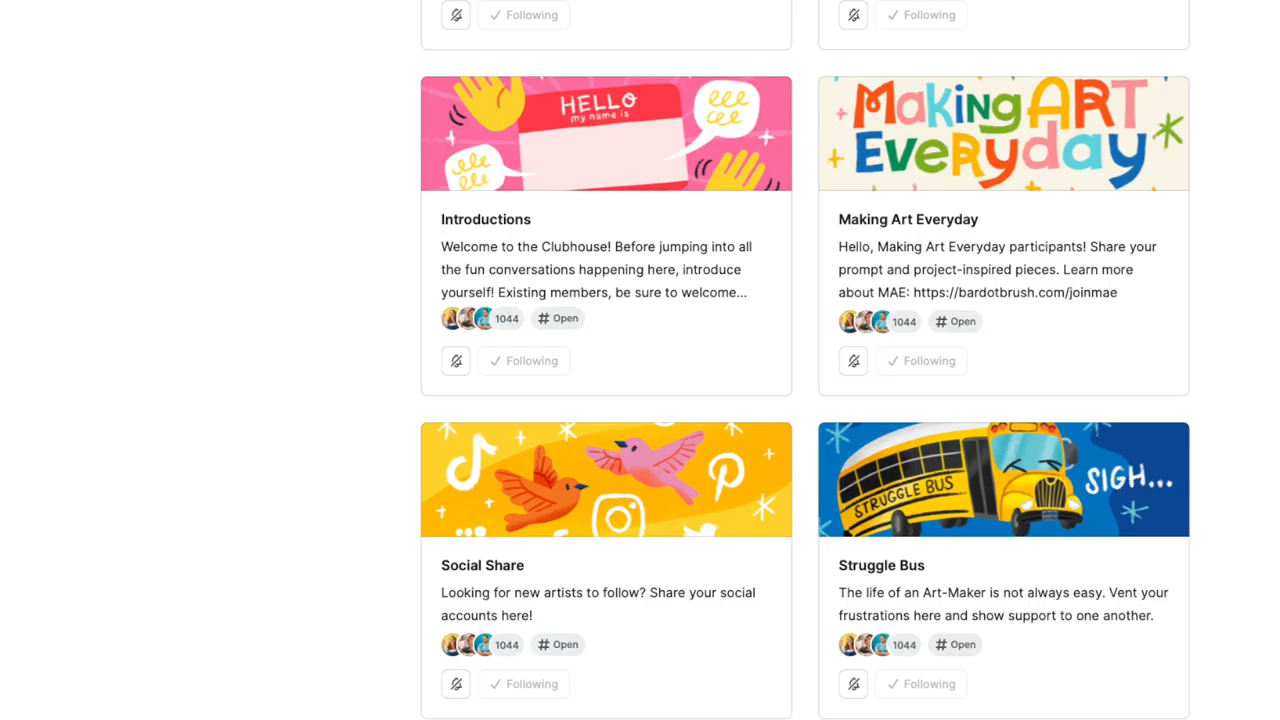 Following
Following
HELLO
my name is
Making ART
Everyday
Introductions
Welcome to the Clubhouse! Before jumping into all
the fun conversations happening here, introduce
yourself! Existing members, be sure to welcome...
1044
Open
Following
Making Art Everyday
Hello, Making Art Everyday participants! Share your
prompt and project-inspired pieces. Learn more
about MAE: https://bardotbrush.com/joinmae
1044
Open
Following
STRUGGLE BUS
SIGH...
Social Share
Looking for new artists to follow? Share your social
accounts here!
1044
Open
Following
Struggle Bus
The life of an Art-Maker is not always easy. Vent your
frustrations here and show support to one another.
1044
Open
Following